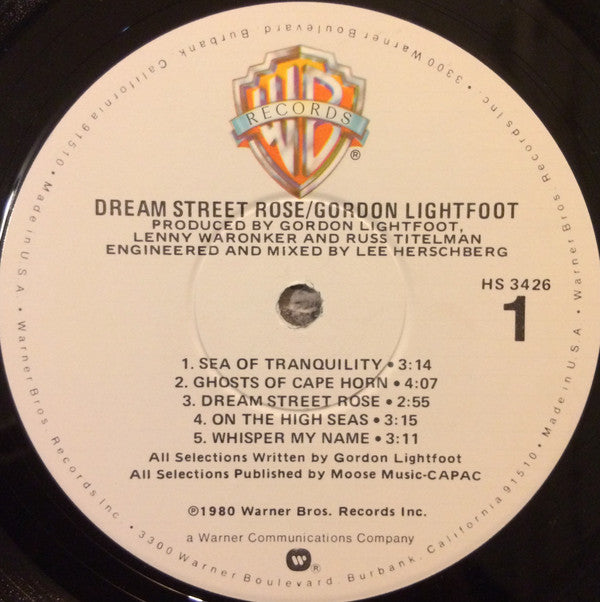 WB
RECORDS
®
DREAM STREET ROSE/GORDON LIGHTFOOT
PRODUCED BY GORDON LIGHTFOOT,
LENNY WARONKER AND RUSS TITELMAN
ENGINEERED AND MIXED BY LEE HERSCHBERG
HS 3426
1
1. SEA OF TRANQUILITY • 3:14
2. GHOSTS OF CAPE HORN • 4:07
3. DREAM STREET ROSE • 2:55
4. ON THE HIGH SEAS • 3:15
5. WHISPER MY NAME • 3:11
All Selections Written by Gordon Lightfoot
All Selections Published by Moose Music-CAPAC
℗1980 Warner Bros. Records Inc.
a Warner Communications Company
W®
Warner Bros. Records Inc. • 3300 Warner Boulevard, Burbank, California 91510 • Made in U.S.A. • Warner Bros. Records Inc. • 3300 Warner Boulevard, Burbank, California 91510 • Made in U.S.A. •